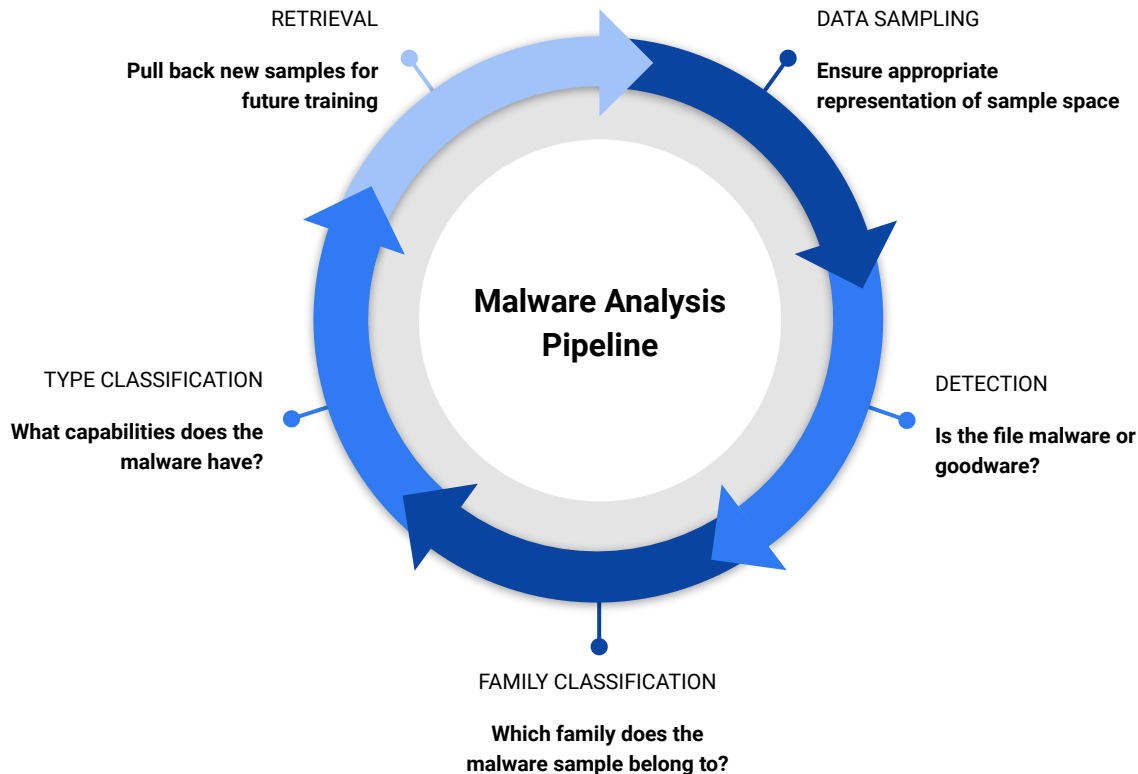 RETRIEVAL
Pull back new samples for
future training
DATA SAMPLING
Ensure appropriate
representation of sample space
Malware Analysis
Pipeline
TYPE CLASSIFICATION
What capabilities does the
malware have?
DETECTION
Is the file malware or
goodware?
FAMILY CLASSIFICATION
Which family does the
malware sample belong to?